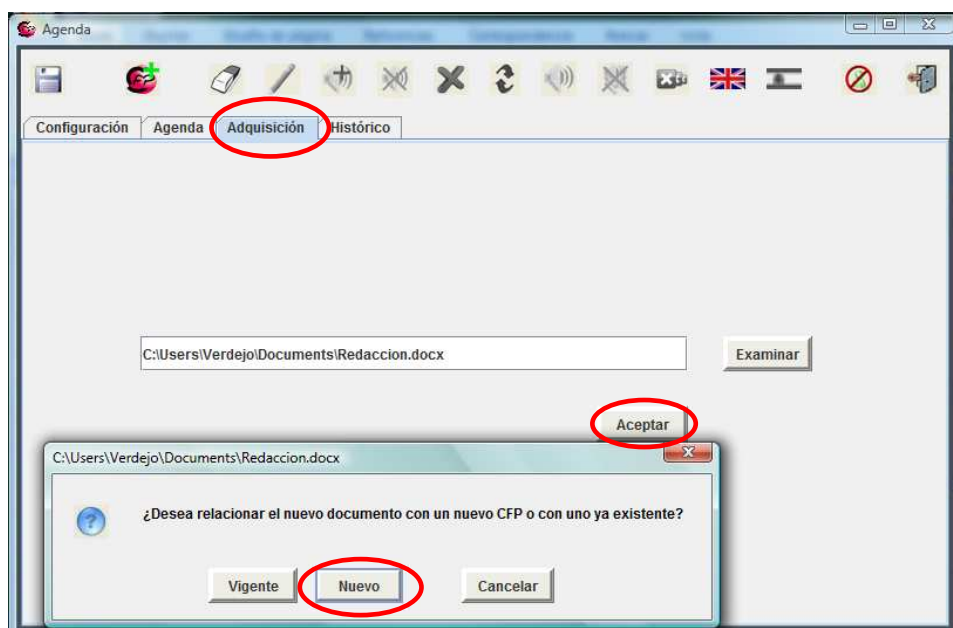 Agenda
Configuración Agenda Adquisición Histórico
C:\Users\Verdejo\Documents\Redaccion.docx Examinar
Aceptar
C:\Users\Verdejo\Documents\Redaccion.docx
¿Desea relacionar el nuevo documento con un nuevo CFP o con uno ya existente?
Vigente Nuevo Cancelar